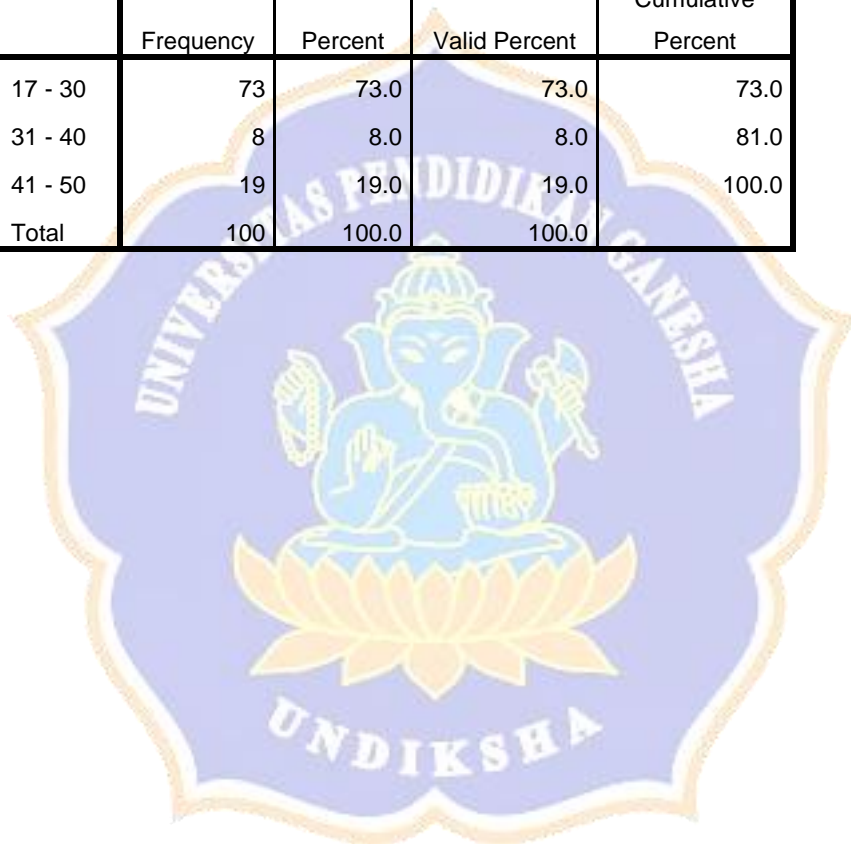 Cumulative
Frequency Percent Valid Percent Percent
17 - 30 73 73.0 73.0 73.0
31 - 40 8 8.0 8.0 81.0
41 - 50 19 19.0 19.0 100.0
Total 100 100.0 100.0
UNIVERSITAS PENDIDIKAN GANESHA
UNDIKSHA